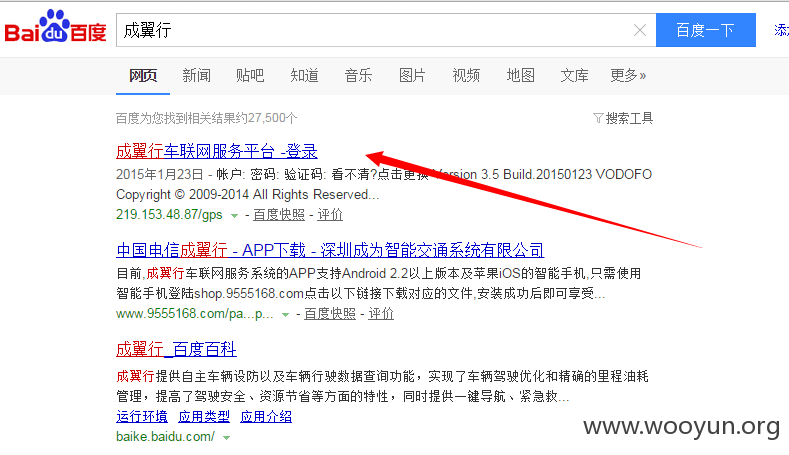 Bai du 百度 成翼行 百度一下
网页 新闻 贴吧 知道 音乐 图片 视频 地图 文库 更多»
百度为您找到相关结果约27,500个 搜索工具
成翼行车联网服务平台 -登录
2015年1月23日 - 帐户: 密码: 验证码: 看不清?点击更换 Version 3.5 Build.20150123 VODOFO
Copyright © 2009-2014 All Rights Reserved...
219.153.48.87/gps - 百度快照 - 评价
中国电信成翼行 - APP下载 - 深圳成为智能交通系统有限公司
目前,成翼行车联网服务系统的APP支持Android 2.2以上版本及苹果iOS的智能手机,只需使用
智能手机登陆shop.9555168.com点击以下链接下载对应的文件,安装成功后即可享受...
www.9555168.com/pa...p... - 百度快照 - 评价
成翼行_百度百科
成翼行提供自主车辆设防以及车辆行驶数据查询功能，实现了车辆驾驶优化和精确的里程油耗
管理，提高了驾驶安全、资源节省等方面的特性，同时提供一键导航、紧急救...
运行环境 应用类型 应用介绍
baike.baidu.com/
www.wooyun.org